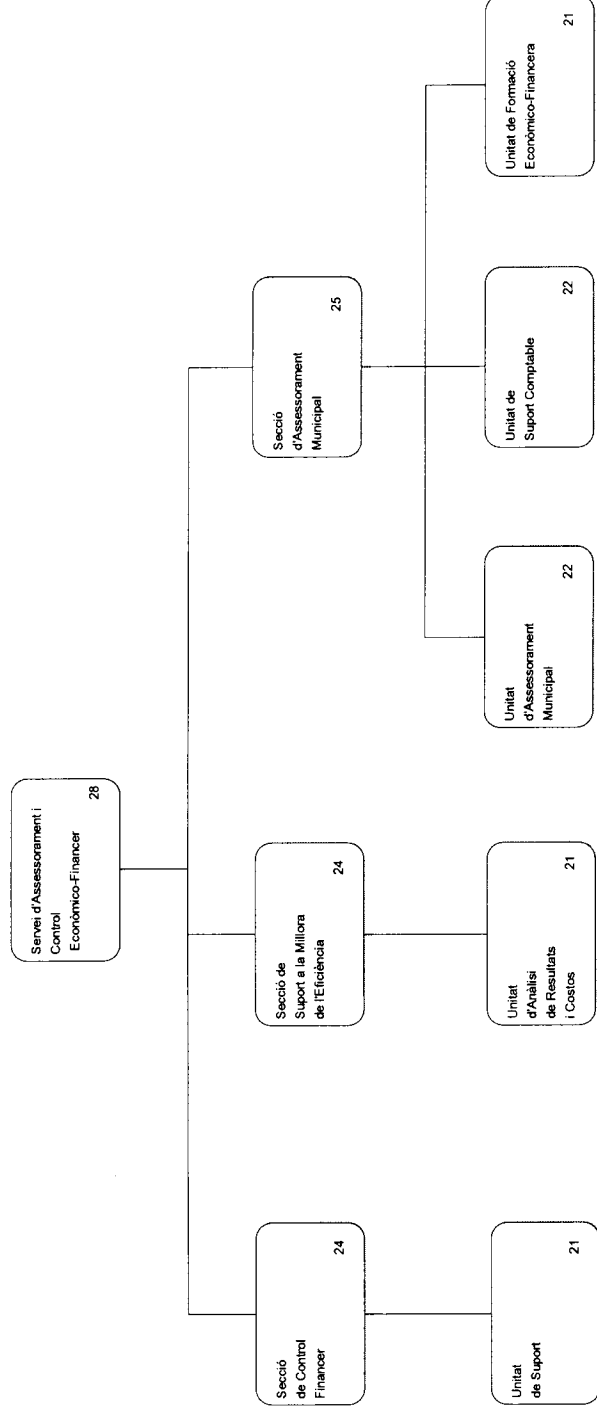 Servei d'Assessorament i
Control
Econòmico-Financer
28
Secció
de Control
Financer
24
Secció de
Suport a la Millora
de l'Eficiència
24
Secció
d'Assessorament
Municipal
25
Unitat
de Suport
21
Unitat
d'Anàlisi
de Resultats
i Costos
21
Unitat
d'Assessorament
Municipal
22
Unitat de
Suport Comptable
22
Unitat de Formació
Econòmico-Financera
21